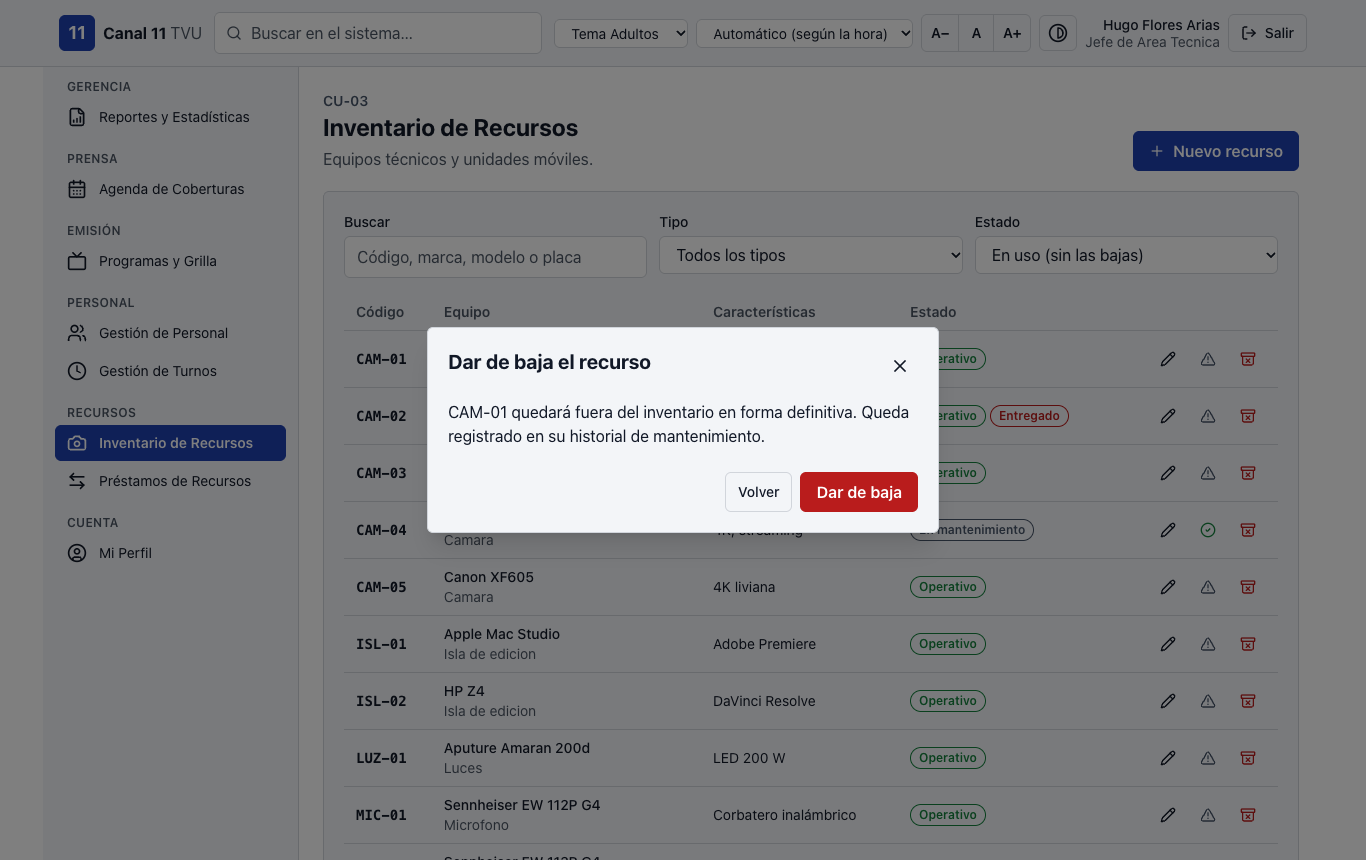 11 Canal 11 TVU
Buscar en el sistema...
Tema Adultos
Automático (según la hora)
A− A A+
Hugo Flores Arias
Jefe de Area Tecnica
Salir
GERENCIA
Reportes y Estadísticas
PRENSA
Agenda de Coberturas
EMISIÓN
Programas y Grilla
PERSONAL
Gestión de Personal
Gestión de Turnos
RECURSOS
Inventario de Recursos
Préstamos de Recursos
CUENTA
Mi Perfil
CU-03
Inventario de Recursos
Equipos técnicos y unidades móviles.
+ Nuevo recurso
Buscar Tipo Estado
Código, marca, modelo o placa Todos los tipos En uso (sin las bajas)
Código Equipo Características Estado
CAM-01
CAM-02 Entregado
CAM-03
Dar de baja el recurso
CAM-01 quedará fuera del inventario en forma definitiva. Queda
registrado en su historial de mantenimiento.
Volver Dar de baja
CAM-04 mantenimiento
Camara
Canon XF605
CAM-05 4K liviana Operativo
Camara
Apple Mac Studio
ISL-01 Adobe Premiere Operativo
Isla de edicion
HP Z4
ISL-02 DaVinci Resolve Operativo
Isla de edicion
Aputure Amaran 200d
LUZ-01 LED 200 W Operativo
Luces
Sennheiser EW 112P G4
MIC-01 Corbatero inalámbrico Operativo
Microfono